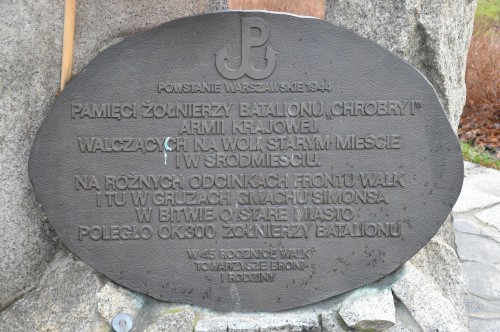 POWSTANIE WARSZAWSKIE 1944
PAMIĘCI ŻOŁNIERZY BATALIONU „CHROBRY I"
ARMII KRAJOWEJ
WALCZĄCYCH NA WOLI, STARYM MIEŚCIE
I W ŚRÓDMIEŚCIU
NA RÓŻNYCH ODCINKACH FRONTU WALK
I TU W GRUZACH GMACHU SIMONSA
W BITWIE O STARE MIASTO
POLEGŁO OK.300 ŻOŁNIERZY BATALIONU
W 45 ROCZNICĘ WALK
TOWARZYSZE BRONI
I RODZINY